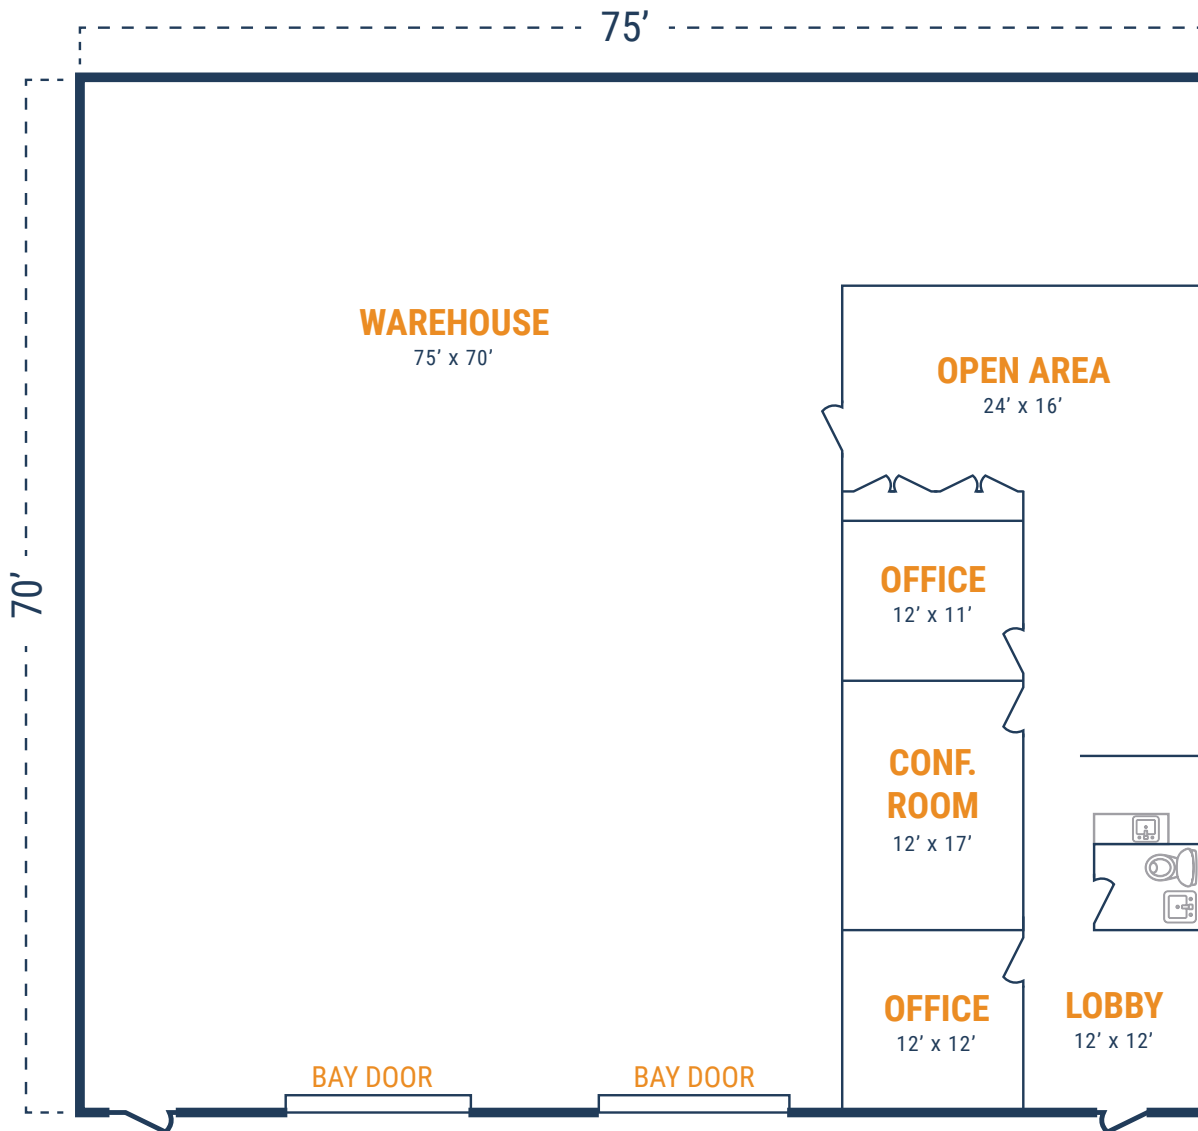 75’
70’
WAREHOUSE
75’ x 70’
OPEN AREA
24’ x 16’
OFFICE
12’ x 11’
CONF.
ROOM
12’ x 17’
OFFICE
12’ x 12’
LOBBY
12’ x 12’
BAY DOOR
BAY DOOR